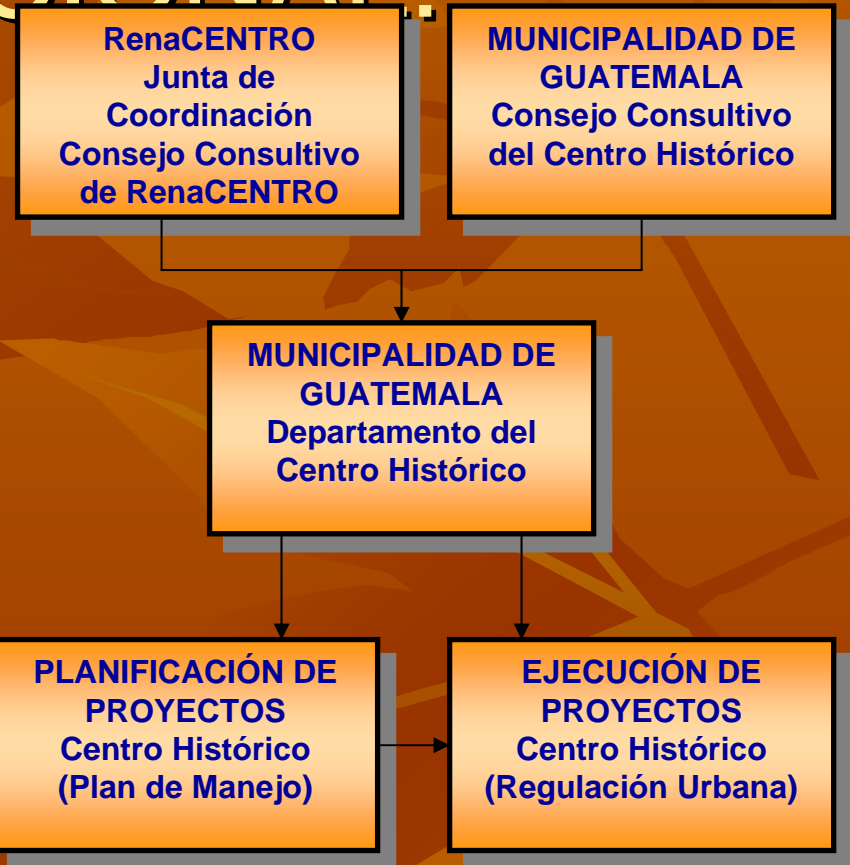 RenaCENTRO
Junta de
Coordinación
Consejo Consultivo
de RenaCENTRO
MUNICIPALIDAD DE
GUATEMALA
Consejo Consultivo
del Centro Histórico
MUNICIPALIDAD DE
GUATEMALA
Departamento del
Centro Histórico
PLANIFICACIÓN DE
PROYECTOS
Centro Histórico
(Plan de Manejo)
EJECUCIÓN DE
PROYECTOS
Centro Histórico
(Regulación Urbana)